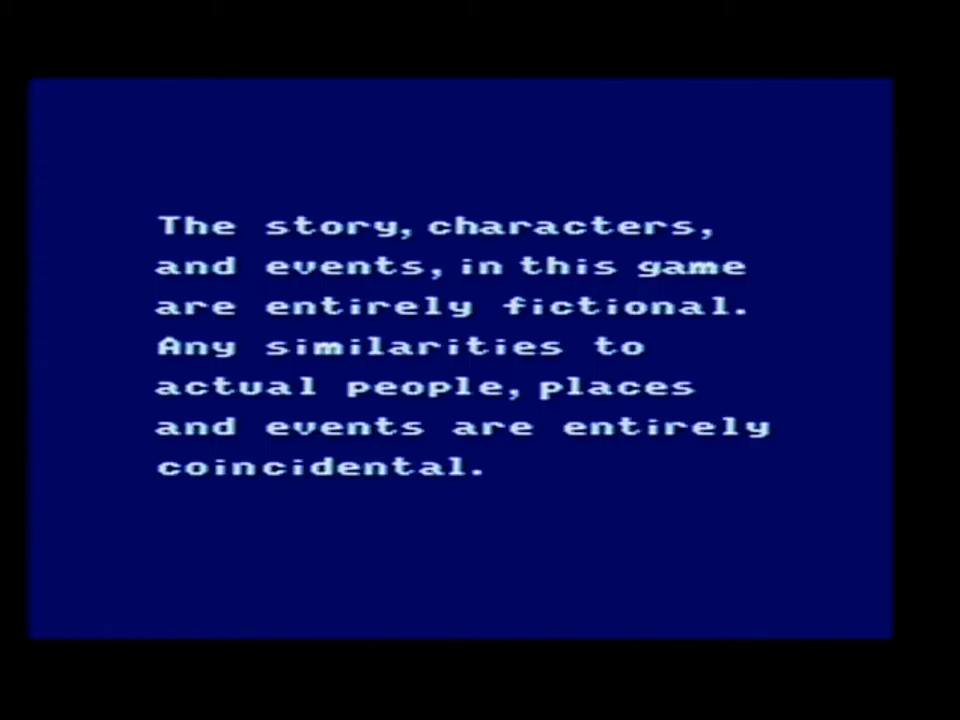 The story, characters,
and events, in this game
are entirely fictional.
Any similarities to
actual people, places
and events are entirely
coincidental.